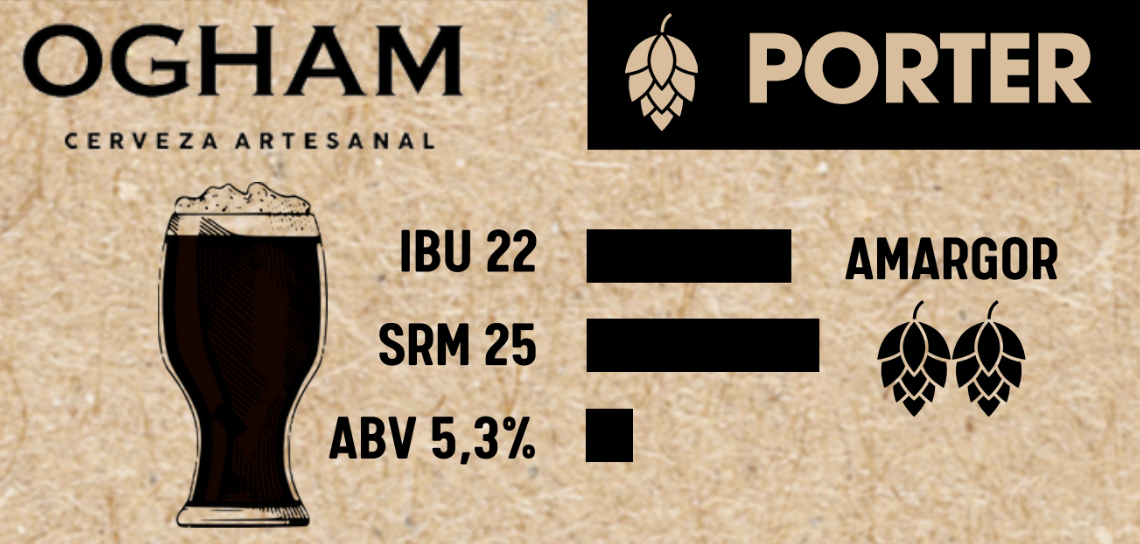 OGHAM
CERVEZA ARTESANAL
PORTER
IBU 22
SRM 25
ABV 5,3%
AMARGOR